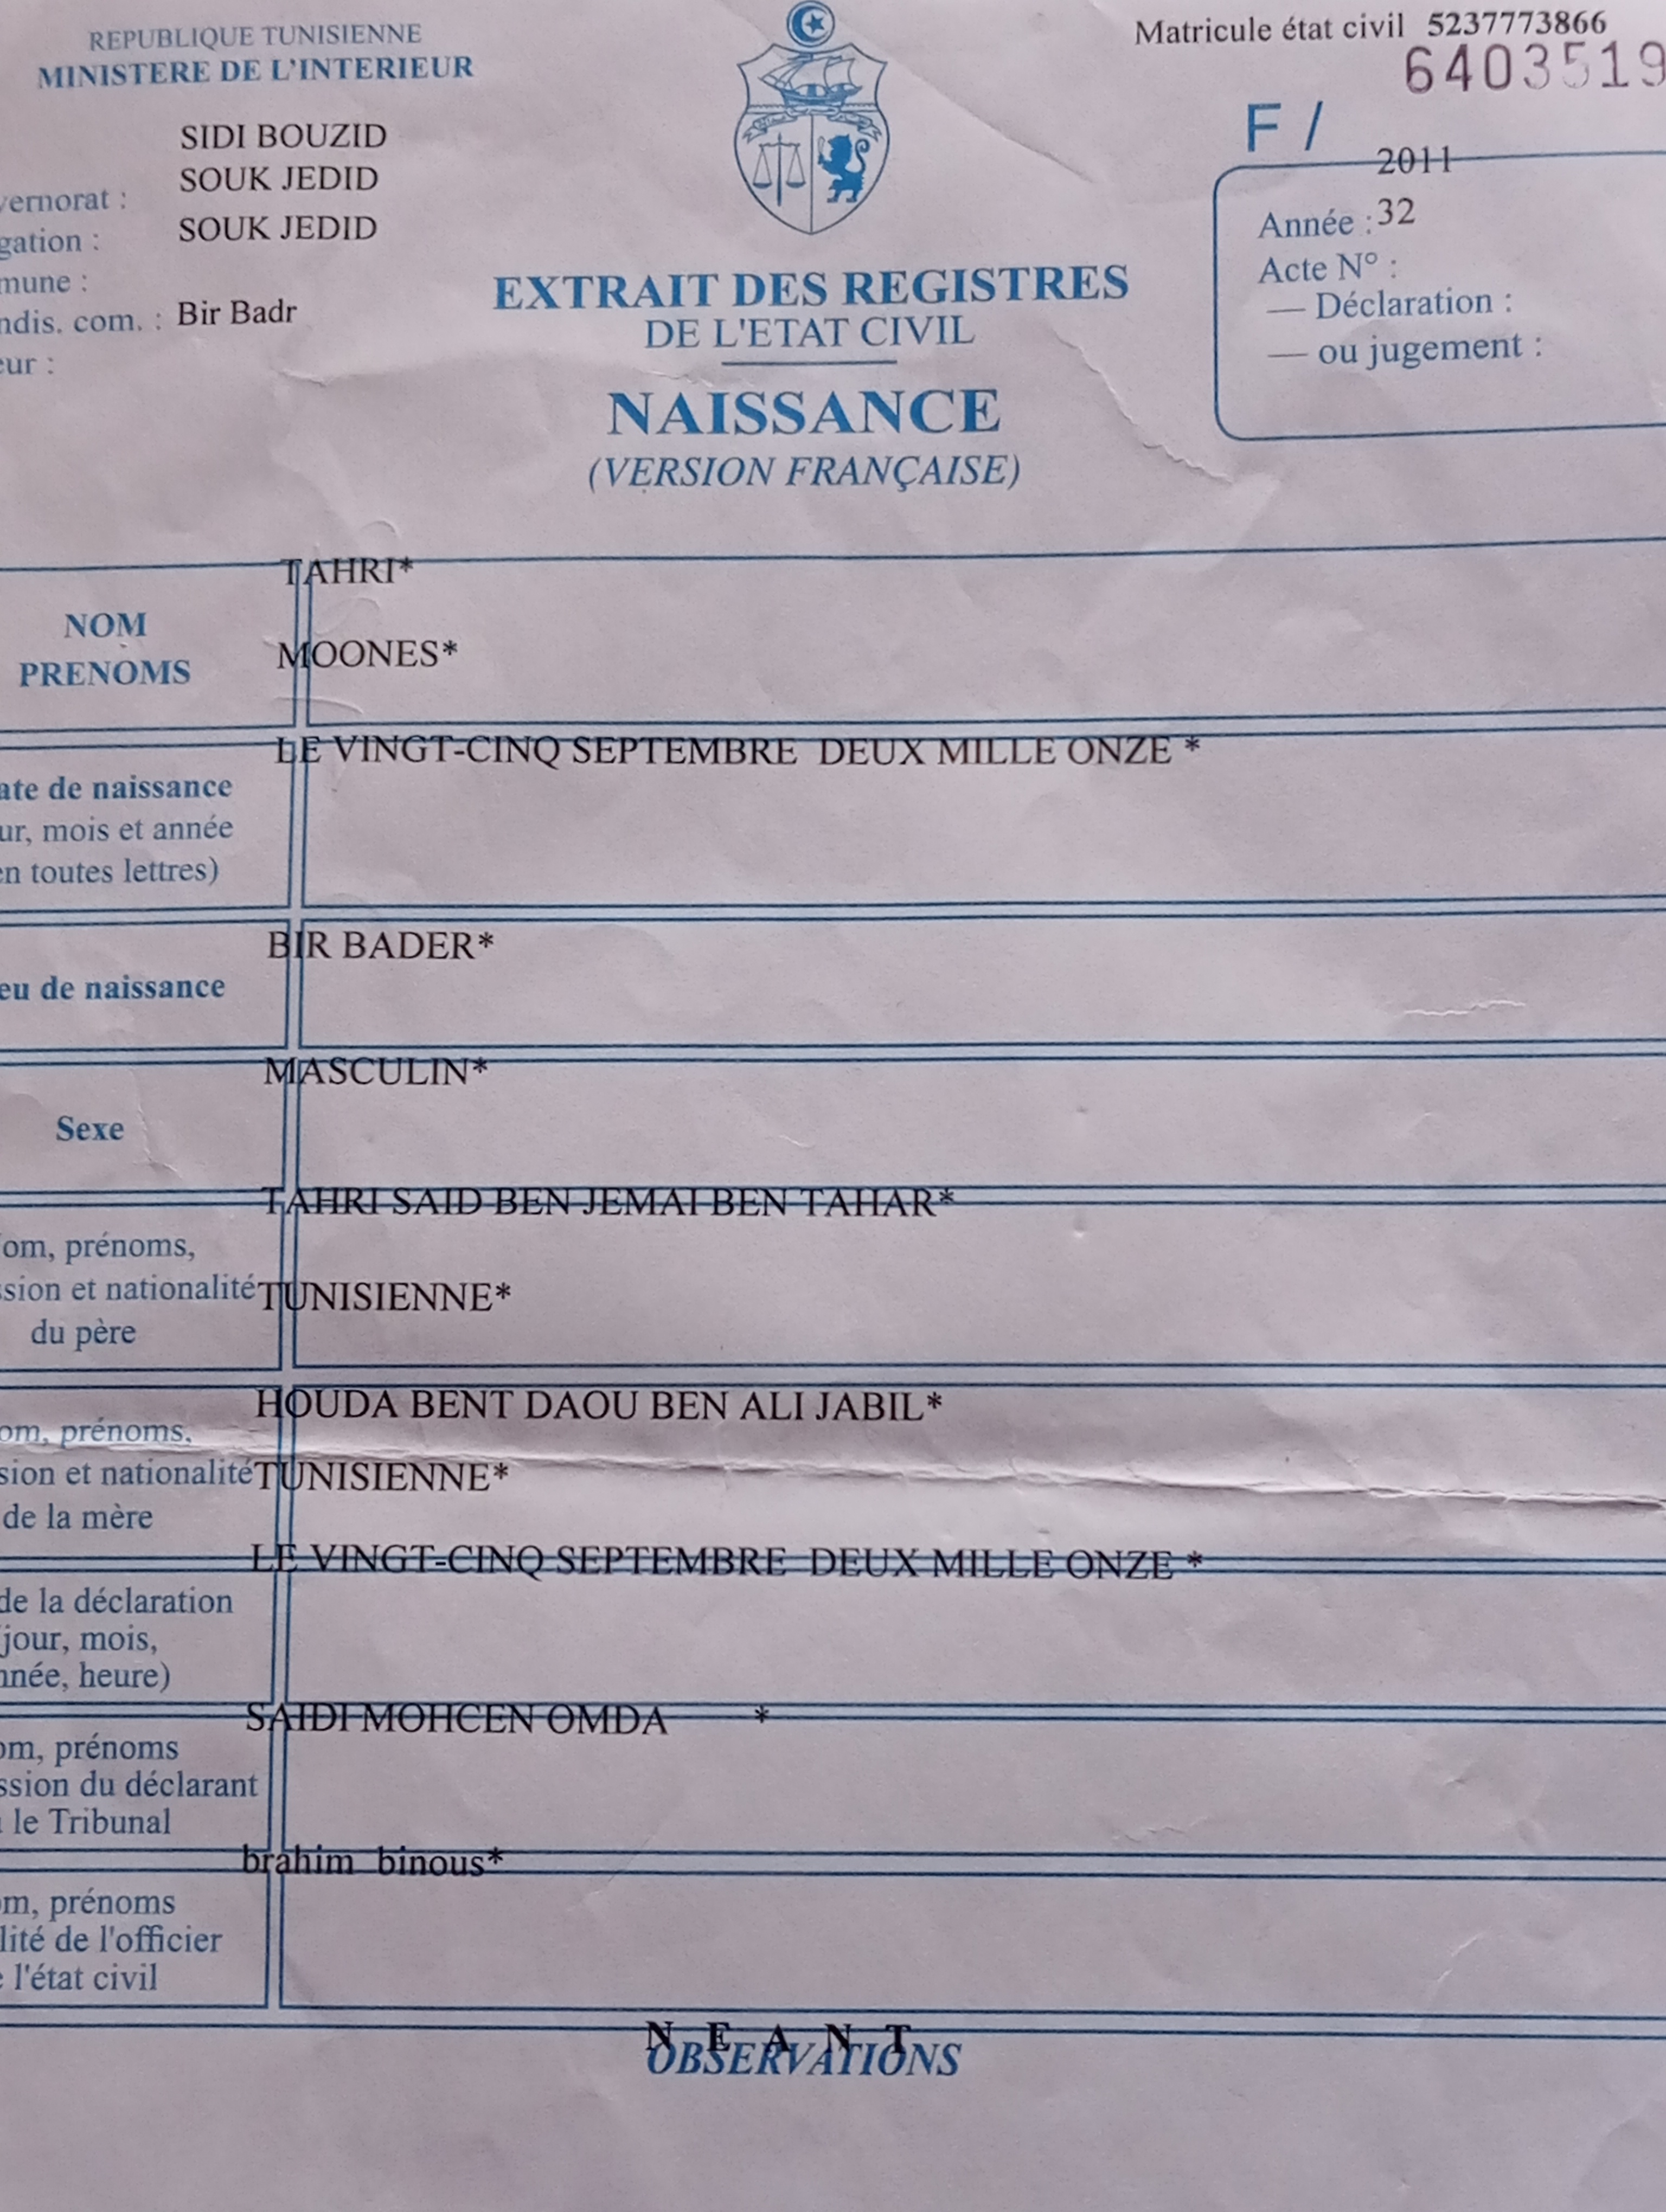 REPUBLIQUE TUNISIENNE
MINISTERE DE L'INTERIEUR
Matricule état civil 5237773866
6403519
F /
SIDI BOUZID
vernorat :
SOUK JEDID
gation :
SOUK JEDID
mune :
ndis. com. : Bir Badr
eur :
2011
Année : 32
Acte N° :
— Déclaration :
— ou jugement :
EXTRAIT DES REGISTRES
DE L'ETAT CIVIL
NAISSANCE
(VERSION FRANÇAISE)
TAHRI*
NOM
PRENOMS
MOONES*
LE VINGT-CINQ SEPTEMBRE DEUX MILLE ONZE *
ate de naissance
ur, mois et année
en toutes lettres)
BIR BADER*
eu de naissance
MASCULIN*
Sexe
TAHRI SAID BEN JEMAI BEN TAHAR*
om, prénoms,
ssion et nationalité TUNISIENNE*
du père
HOUDA BENT DAOU BEN ALI JABIL*
om, prénoms,
sion et nationalité TUNISIENNE*
de la mère
LE VINGT-CINQ SEPTEMBRE DEUX MILLE ONZE *
de la déclaration
jour, mois,
nnée, heure)
SAIDI MOHCEN OMDA *
om, prénoms
ssion du déclarant
le Tribunal
brahim binous*
om, prénoms
lité de l'officier
l'état civil
N E A N T
OBSERVATIONS